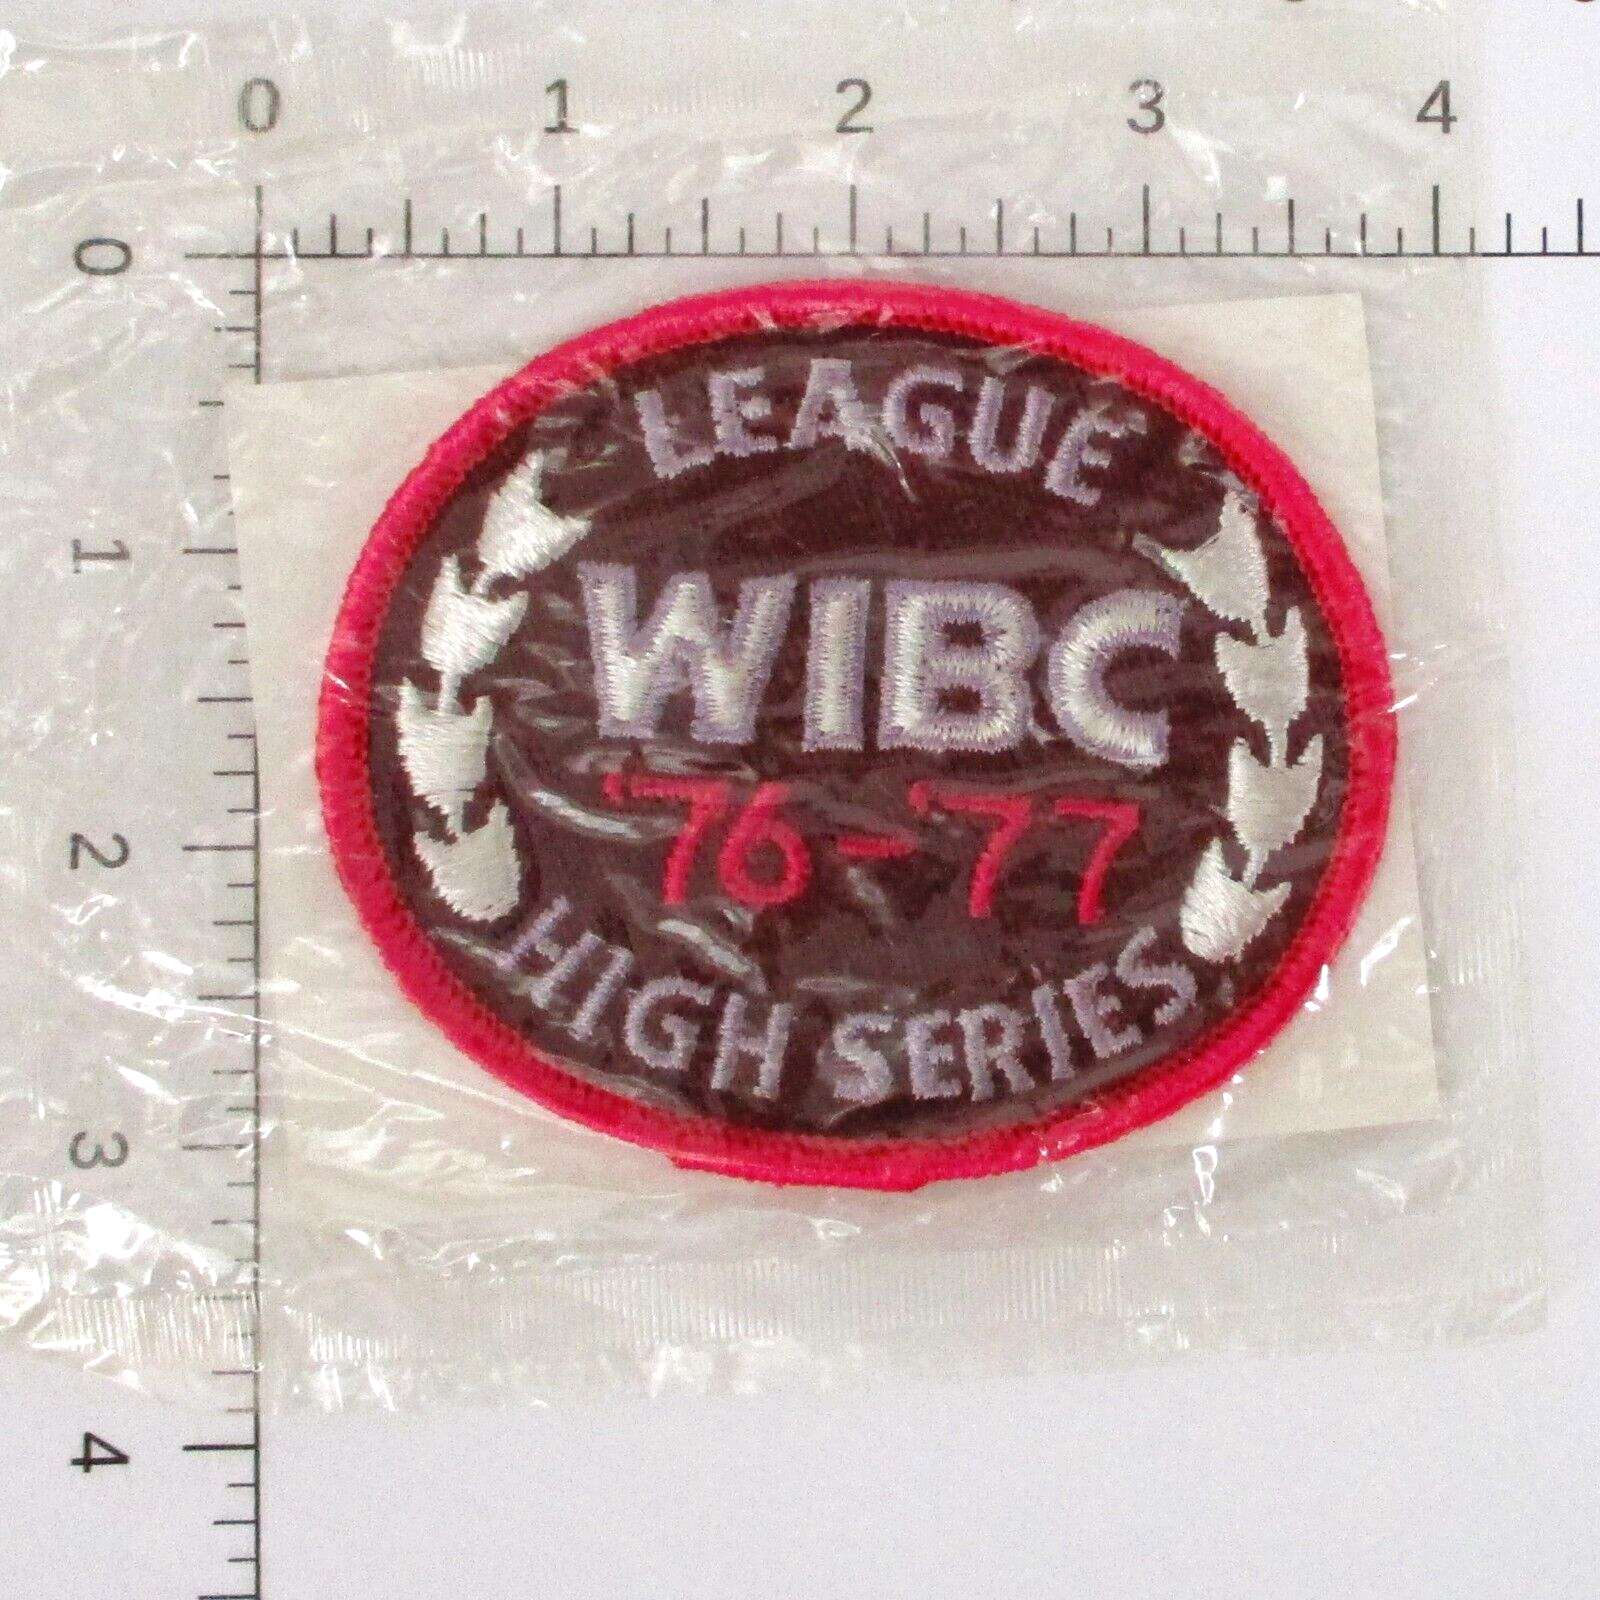 0 1 2 3 4
0
1
2
3
4
LEAGUE
WIBC
'76-'77
HIGH SERIES